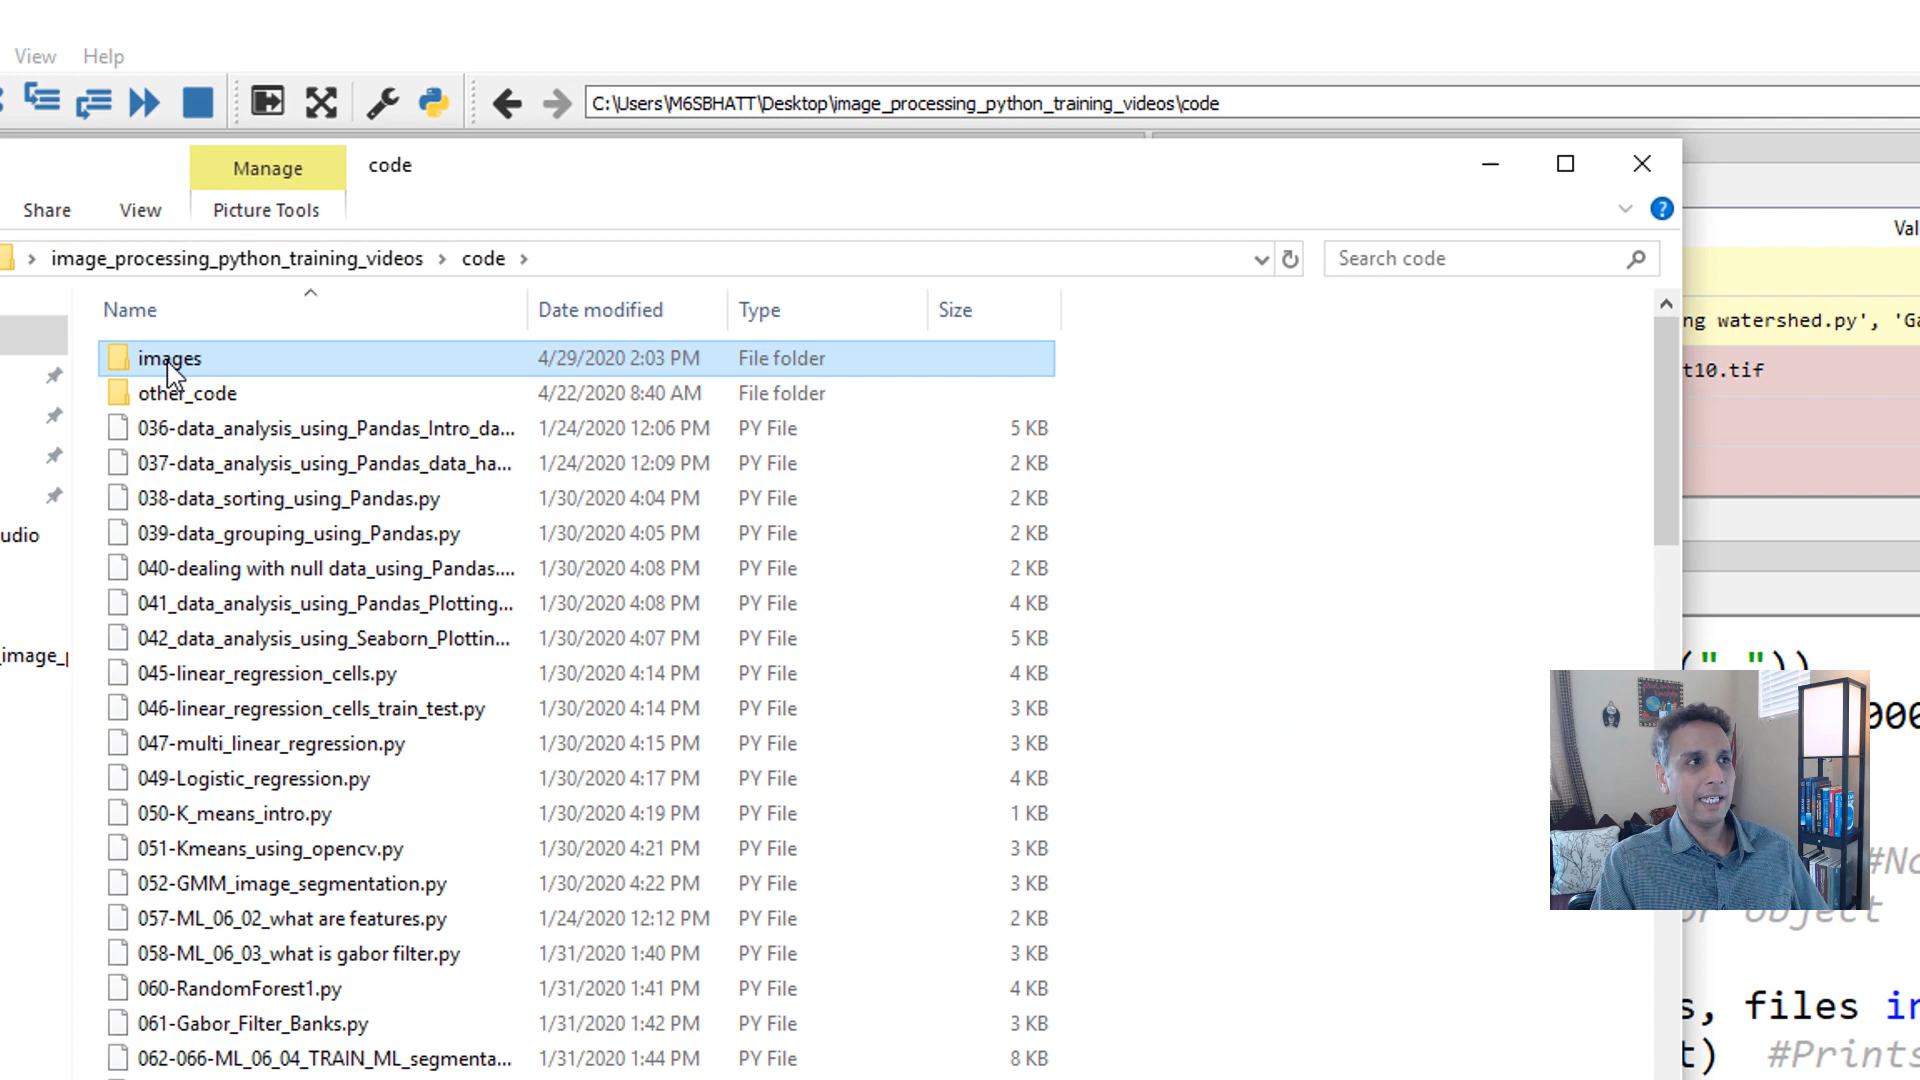 View Help
C:\Users\M6SBHATT\Desktop\image_processing_python_training_videos\code
Manage code
Share View Picture Tools
image_processing_python_training_videos > code > Search code
Val
Name Date modified Type Size
ng watershed.py', 'Ga
images 4/29/2020 2:03 PM File folder
t10.tif
other_code 4/22/2020 8:40 AM File folder
036-data_analysis_using_Pandas_Intro_da... 1/24/2020 12:06 PM PY File 5 KB
037-data_analysis_using_Pandas_data_ha... 1/24/2020 12:09 PM PY File 2 KB
038-data_sorting_using_Pandas.py 1/30/2020 4:04 PM PY File 2 KB
039-data_grouping_using_Pandas.py 1/30/2020 4:05 PM PY File 2 KB
udio
040-dealing with null data_using_Pandas.... 1/30/2020 4:08 PM PY File 2 KB
041_data_analysis_using_Pandas_Plotting... 1/30/2020 4:08 PM PY File 4 KB
042_data_analysis_using_Seaborn_Plottin... 1/30/2020 4:07 PM PY File 5 KB
_image_p
(" "))
045-linear_regression_cells.py 1/30/2020 4:14 PM PY File 4 KB
046-linear_regression_cells_train_test.py 1/30/2020 4:14 PM PY File 3 KB
000
047-multi_linear_regression.py 1/30/2020 4:15 PM PY File 3 KB
049-Logistic_regression.py 1/30/2020 4:17 PM PY File 4 KB
050-K_means_intro.py 1/30/2020 4:19 PM PY File 1 KB
051-Kmeans_using_opencv.py 1/30/2020 4:21 PM PY File 3 KB
#No
052-GMM_image_segmentation.py 1/30/2020 4:22 PM PY File 3 KB
or object
057-ML_06_02_what are features.py 1/24/2020 12:12 PM PY File 2 KB
058-ML_06_03_what is gabor filter.py 1/31/2020 1:40 PM PY File 3 KB
060-RandomForest1.py 1/31/2020 1:41 PM PY File 4 KB
s, files in
061-Gabor_Filter_Banks.py 1/31/2020 1:42 PM PY File 3 KB
062-066-ML_06_04_TRAIN_ML_segmenta... 1/31/2020 1:44 PM PY File 8 KB
t) #Prints